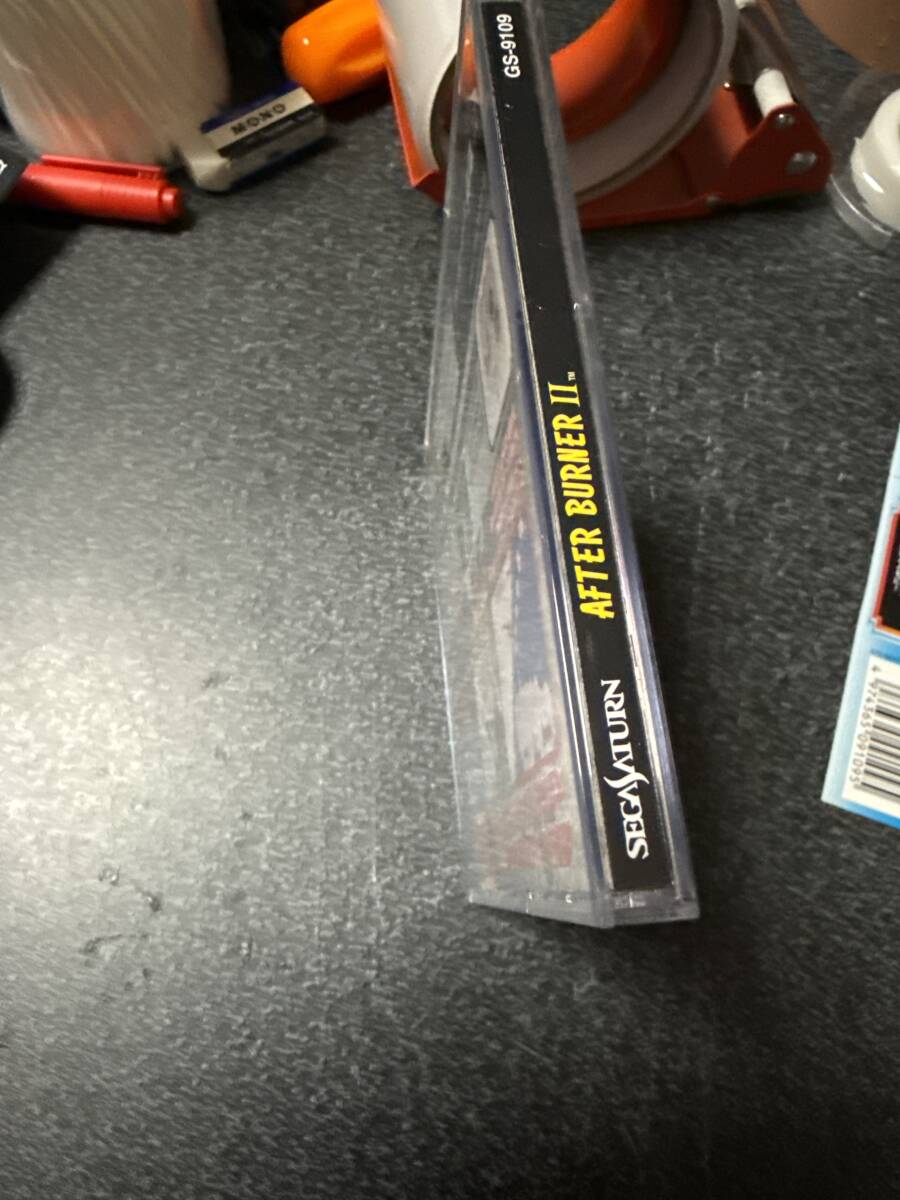 GS-9109
AFTER BURNER II™
SEGA SATURN
MONO